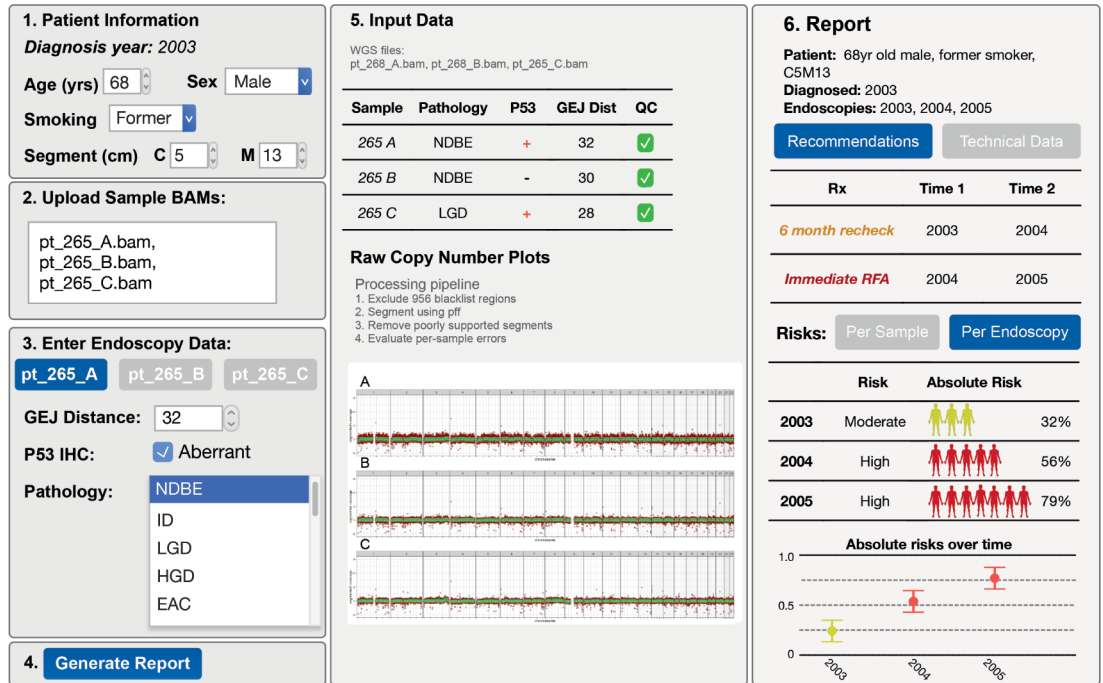 1. Patient Information
Diagnosis year: 2003
Age (yrs) 68 Sex Male
Smoking Former
Segment (cm) C 5 M 13
2. Upload Sample BAMs:
pt_265_A.bam,
pt_265_B.bam,
pt_265_C.bam
3. Enter Endoscopy Data:
pt_265_A pt_265_B pt_265_C
GEJ Distance: 32
P53 IHC: Aberrant
Pathology: NDBE
ID
LGD
HGD
EAC
4. Generate Report
5. Input Data
WGS files:
pt_268_A.bam, pt_268_B.bam, pt_265_C.bam
Sample Pathology P53 GEJ Dist QC
265 A NDBE + 32
265 B NDBE - 30
265 C LGD + 28
Raw Copy Number Plots
Processing pipeline
1. Exclude 956 blacklist regions
2. Segment using pff
3. Remove poorly supported segments
4. Evaluate per-sample errors
A
B
C
6. Report
Patient: 68yr old male, former smoker,
C5M13
Diagnosed: 2003
Endoscopies: 2003, 2004, 2005
Recommendations Technical Data
Rx Time 1 Time 2
6 month recheck 2003 2004
Immediate RFA 2004 2005
Risks: Per Sample Per Endoscopy
Risk Absolute Risk
2003 Moderate 32%
2004 High 56%
2005 High 79%
Absolute risks over time
1.0
0.5
0
2003 2004 2005